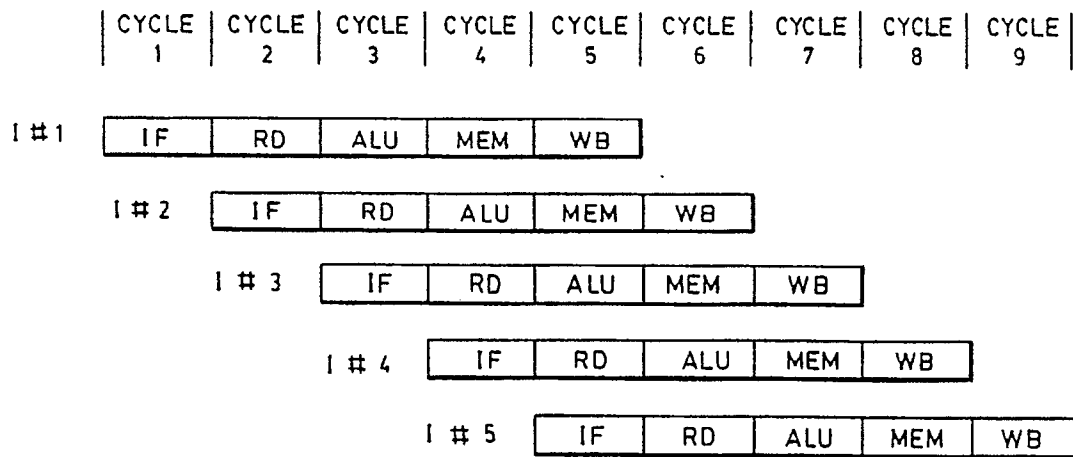 CYCLE CYCLE CYCLE CYCLE CYCLE CYCLE CYCLE CYCLE CYCLE
1 2 3 4 5 6 7 8 9
I # 1 IF RD ALU MEM WB
I # 2 IF RD ALU MEM WB
I # 3 IF RD ALU MEM WB
I # 4 IF RD ALU MEM WB
I # 5 IF RD ALU MEM WB